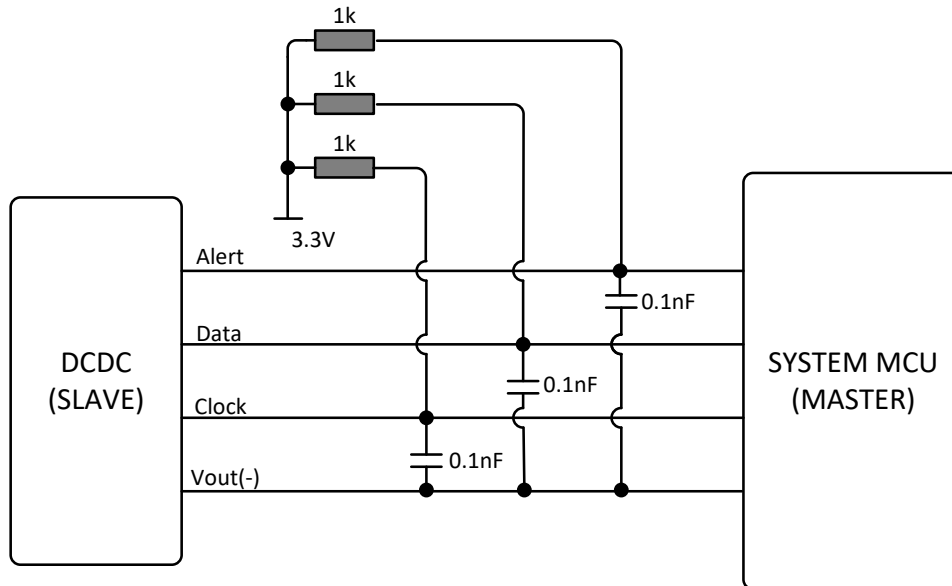 1k
1k
1k
3.3V
Alert
0.1nF
Data
DCDC
(SLAVE)
SYSTEM MCU
(MASTER)
0.1nF
Clock
0.1nF
Vout(-)